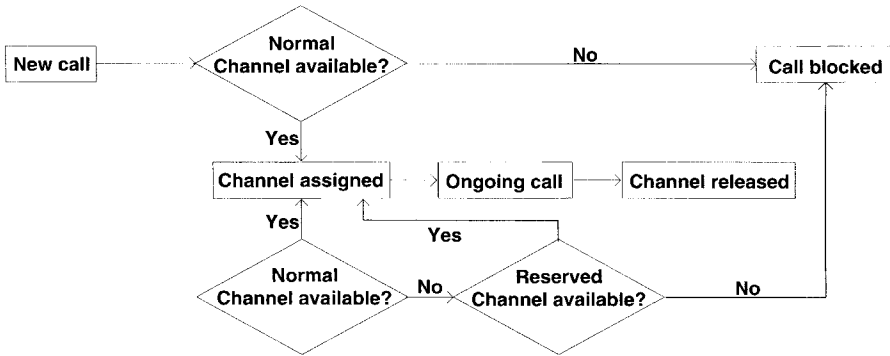 Normal
Channel available?
New call
No
Call blocked
Yes
Channel assigned
Ongoing call
Channel released
Yes
Yes
Normal
Channel available?
No
Reserved
Channel available?
No